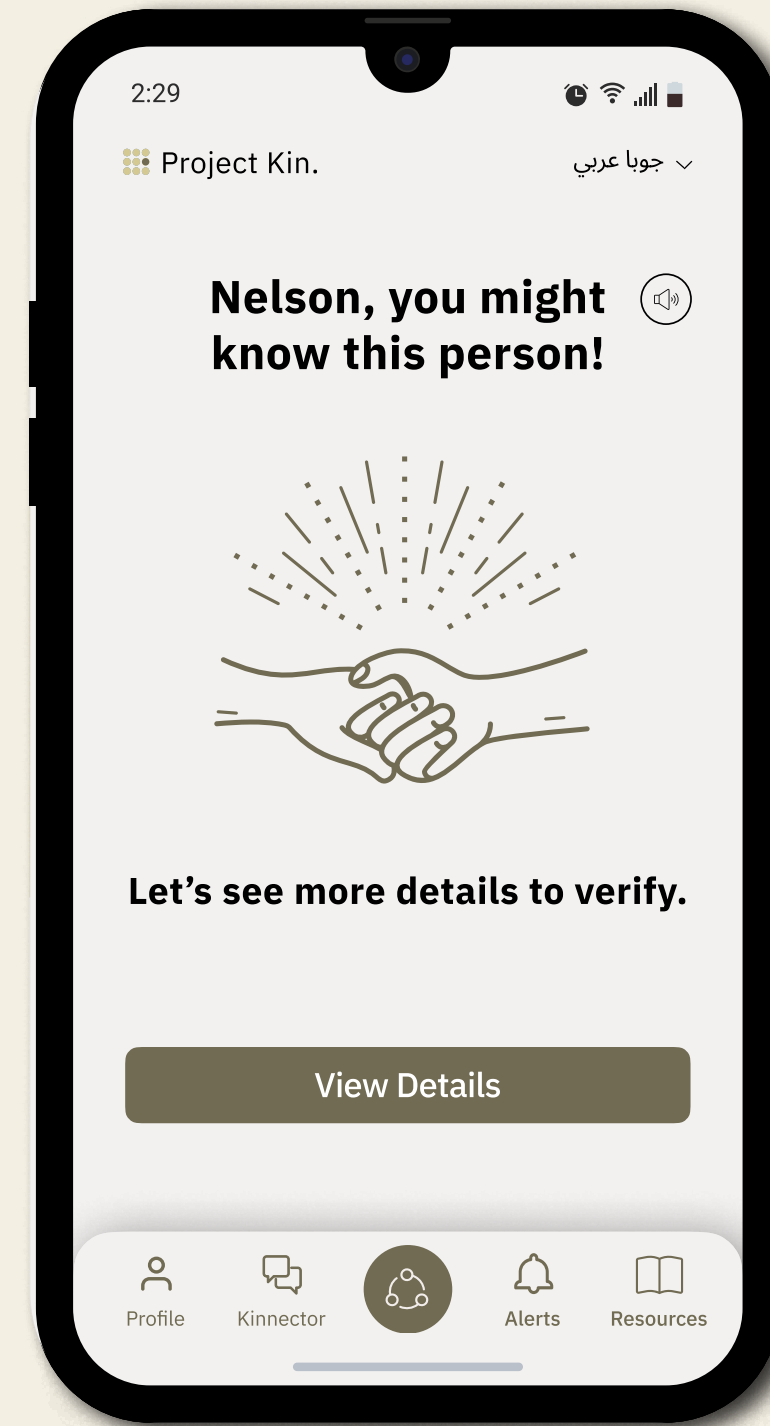 2:29
Project Kin.
جوبا عربي
Nelson, you might
know this person!
Let’s see more details to verify.
View Details
Profile
Kinnector
Alerts
Resources